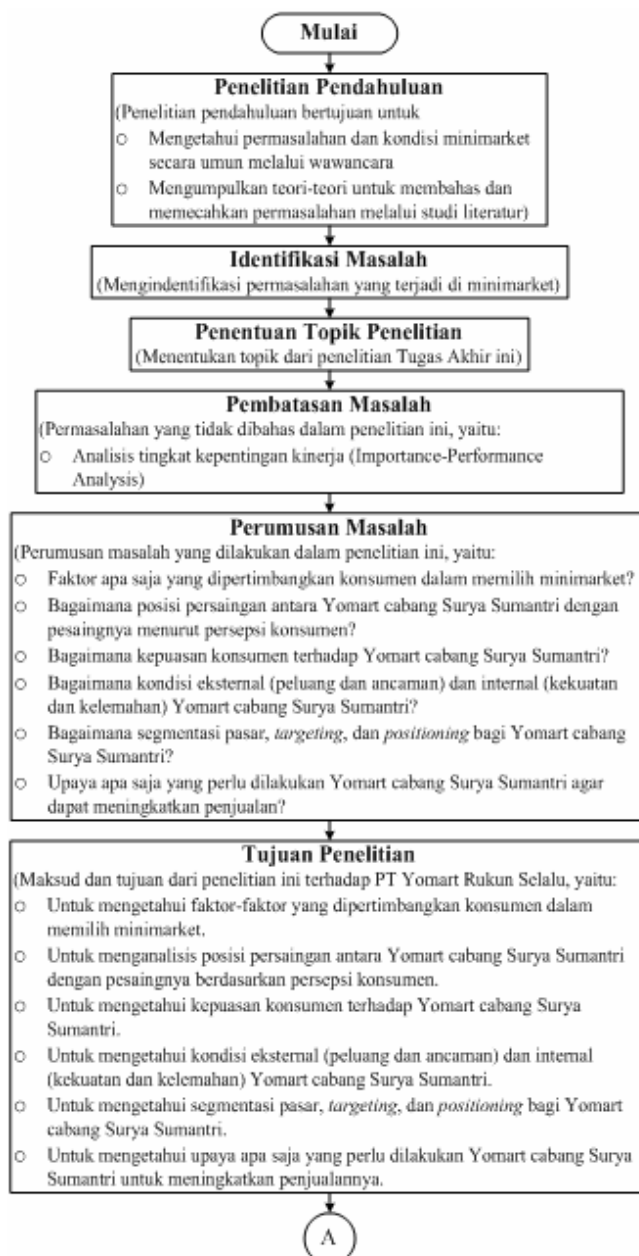 Mulai
Penelitian Pendahuluan
(Penelitian pendahuluan bertujuan untuk
○ Mengetahui permasalahan dan kondisi minimarket
secara umun melalui wawancara
○ Mengumpulkan teori-teori untuk membahas dan
memecahkan permasalahan melalui studi literatur)
Identifikasi Masalah
(Mengindentifikasi permasalahan yang terjadi di minimarket)
Penentuan Topik Penelitian
(Menentukan topik dari penelitian Tugas Akhir ini)
Pembatasan Masalah
(Permasalahan yang tidak dibahas dalam penelitian ini, yaitu:
○ Analisis tingkat kepentingan kinerja (Importance-Performance
Analysis)
Perumusan Masalah
(Perumusan masalah yang dilakukan dalam penelitian ini, yaitu:
○ Faktor apa saja yang dipertimbangkan konsumen dalam memilih minimarket?
○ Bagaimana posisi persaingan antara Yomart cabang Surya Sumantri dengan
pesaingnya menurut persepsi konsumen?
○ Bagaimana kepuasan konsumen terhadap Yomart cabang Surya Sumantri?
○ Bagaimana kondisi eksternal (peluang dan ancaman) dan internal (kekuatan
dan kelemahan) Yomart cabang Surya Sumantri?
○ Bagaimana segmentasi pasar, targeting, dan positioning bagi Yomart cabang
Surya Sumantri?
○ Upaya apa saja yang perlu dilakukan Yomart cabang Surya Sumantri agar
dapat meningkatkan penjualan?
Tujuan Penelitian
(Maksud dan tujuan dari penelitian ini terhadap PT Yomart Rukun Selalu, yaitu:
○ Untuk mengetahui faktor-faktor yang dipertimbangkan konsumen dalam
memilih minimarket.
○ Untuk menganalisis posisi persaingan antara Yomart cabang Surya Sumantri
dengan pesaingnya berdasarkan persepsi konsumen.
○ Untuk mengetahui kepuasan konsumen terhadap Yomart cabang Surya
Sumantri.
○ Untuk mengetahui kondisi eksternal (peluang dan ancaman) dan internal
(kekuatan dan kelemahan) Yomart cabang Surya Sumantri.
○ Untuk mengetahui segmentasi pasar, targeting, dan positioning bagi Yomart
cabang Surya Sumantri.
○ Untuk mengetahui upaya apa saja yang perlu dilakukan Yomart cabang Surya
Sumantri untuk meningkatkan penjualannya.
A